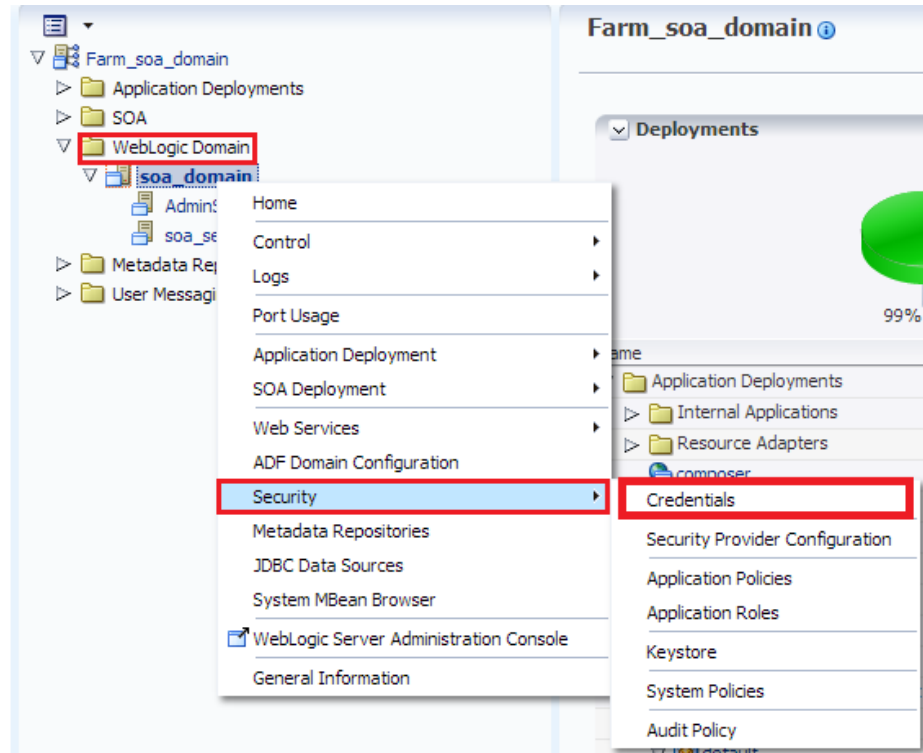 Farm_soa_domain
Application Deployments
SOA
WebLogic Domain
soa_domain
Home
Control
Logs
Port Usage
Application Deployment
SOA Deployment
Web Services
ADF Domain Configuration
Security
Metadata Repositories
JDBC Data Sources
System MBean Browser
WebLogic Server Administration Console
General Information
Farm_soa_domain
Deployments
99%
Application Deployments
Internal Applications
Resource Adapters
composer
Credentials
Security Provider Configuration
Application Policies
Application Roles
Keystore
System Policies
Audit Policy
default